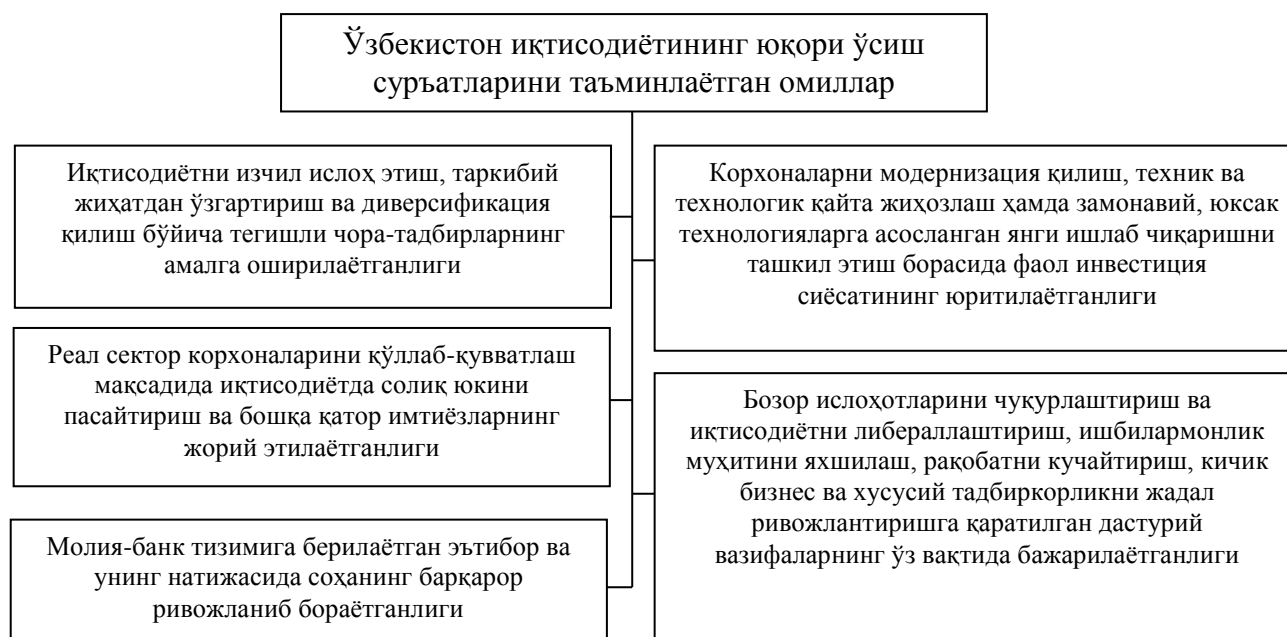 Ўзбекистон иқтисодиётининг юқори ўсиш
суръатларини таъминлаётган омиллар
Иқтисодиётни изчил ислоҳ этиш, таркибий
жиҳатдан ўзгартириш ва диверсификация
қилиш бўйича тегишли чора-тадбирларнинг
амалга оширилаётганлиги
Корхоналарни модернизация қилиш, техник ва
технологик қайта жиҳозлаш ҳамда замонавий, юксак
технологияларга асосланган янги ишлаб чиқаришни
ташкил этиш борасида фаол инвестиция
сиёсатининг юритилаётганлиги
Реал сектор корхоналарини қўллаб-қувватлаш
мақсадида иқтисодиётда солиқ юкини
пасайтириш ва бошқа қатор имтиёзларнинг
жорий этилаётганлиги
Бозор ислоҳотларини чуқурлаштириш ва
иқтисодиётни либераллаштириш, ишбилармонлик
муҳитини яхшилаш, рақобатни кучайтириш, кичик
бизнес ва хусусий тадбиркорликни жадал
ривожлантиришга қаратилган дастурий
вазифаларнинг ўз вақтида бажарилаётганлиги
Молия-банк тизимига берилаётган эътибор ва
унинг натижасида соҳанинг барқарор
ривожланиб бораётганлиги